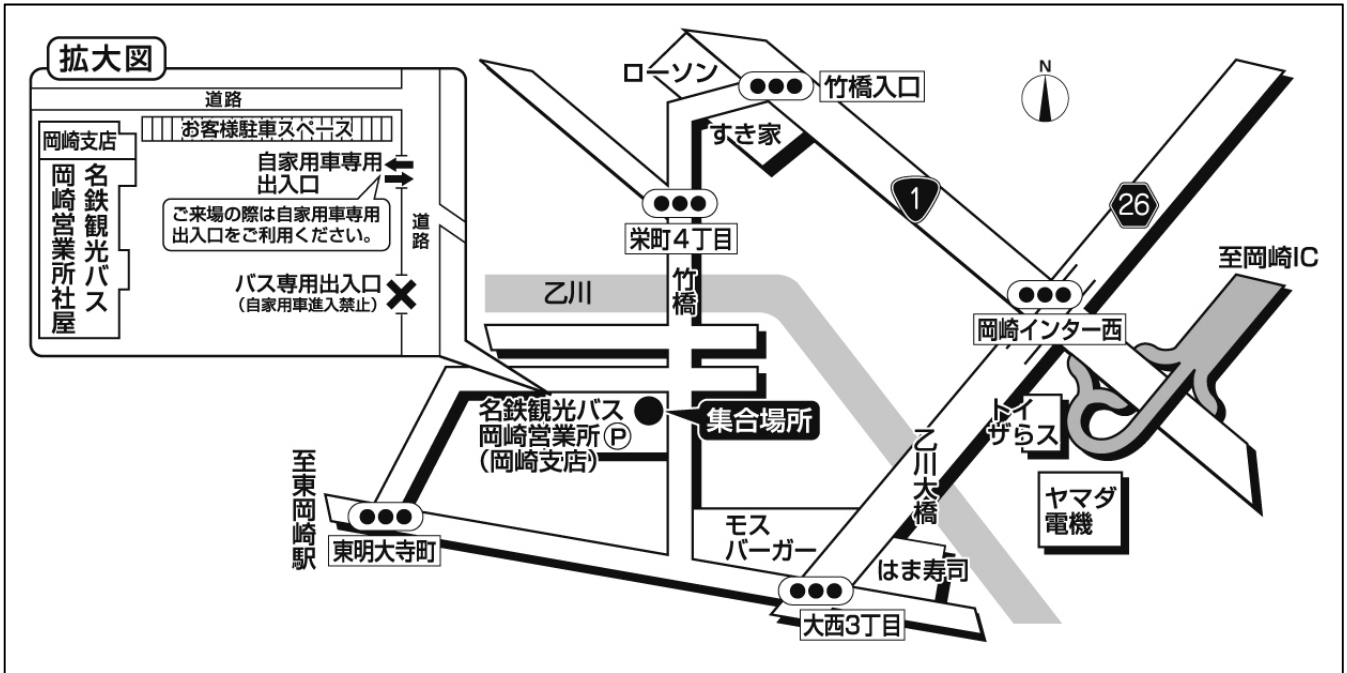 拡大図
道路
岡崎支店
名鉄観光バス
岡崎営業所社屋
お客様駐車スペース
自家用車専用
出入口
ご来場の際は自家用車専用
出入口をご利用ください。
道路
バス専用出入口
(自家用車進入禁止)
ローソン
竹橋入口
すき家
N
1
26
栄町4丁目
竹橋
乙川
至岡崎IC
岡崎インター西
トイ
ザらス
ヤマダ
電機
名鉄観光バス
岡崎営業所Ⓟ
(岡崎支店)
集合場所
乙川大橋
至東岡崎駅
東明大寺町
モス
バーガー
はま寿司
大西3丁目